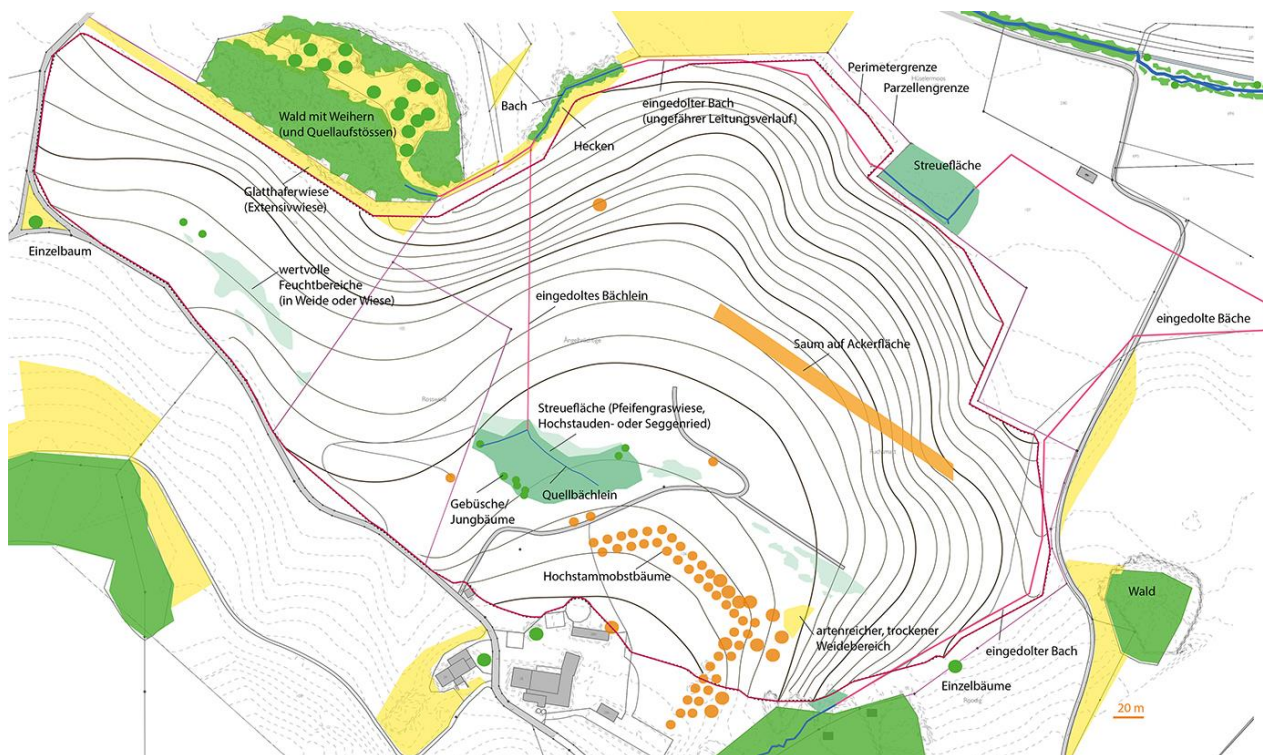 Perimetergrenze
Hüslermoos
Parzellengrenze
Bach
eingedolter Bach
(ungefährer Leitungsverlauf)
Wald mit Weihern
(und Quellaufstössen)
Hecken
Streuefläche
Glatthaferwiese
(Extensivwiese)
Einzelbaum
wertvolle
Feuchtbereiche
(in Weide oder Wiese)
eingedoltes Bächlein
eingedolte Bäche
Saum auf Ackerfläche
Streuefläche (Pfeifengraswiese,
Hochstauden- oder Seggenried)
Gebüsche/
Jungbäume
Quellbächlein
Hochstammobstbäume
Wald
artenreicher, trockener
Weidebereich
eingedolter Bach
Einzelbäume
20 m